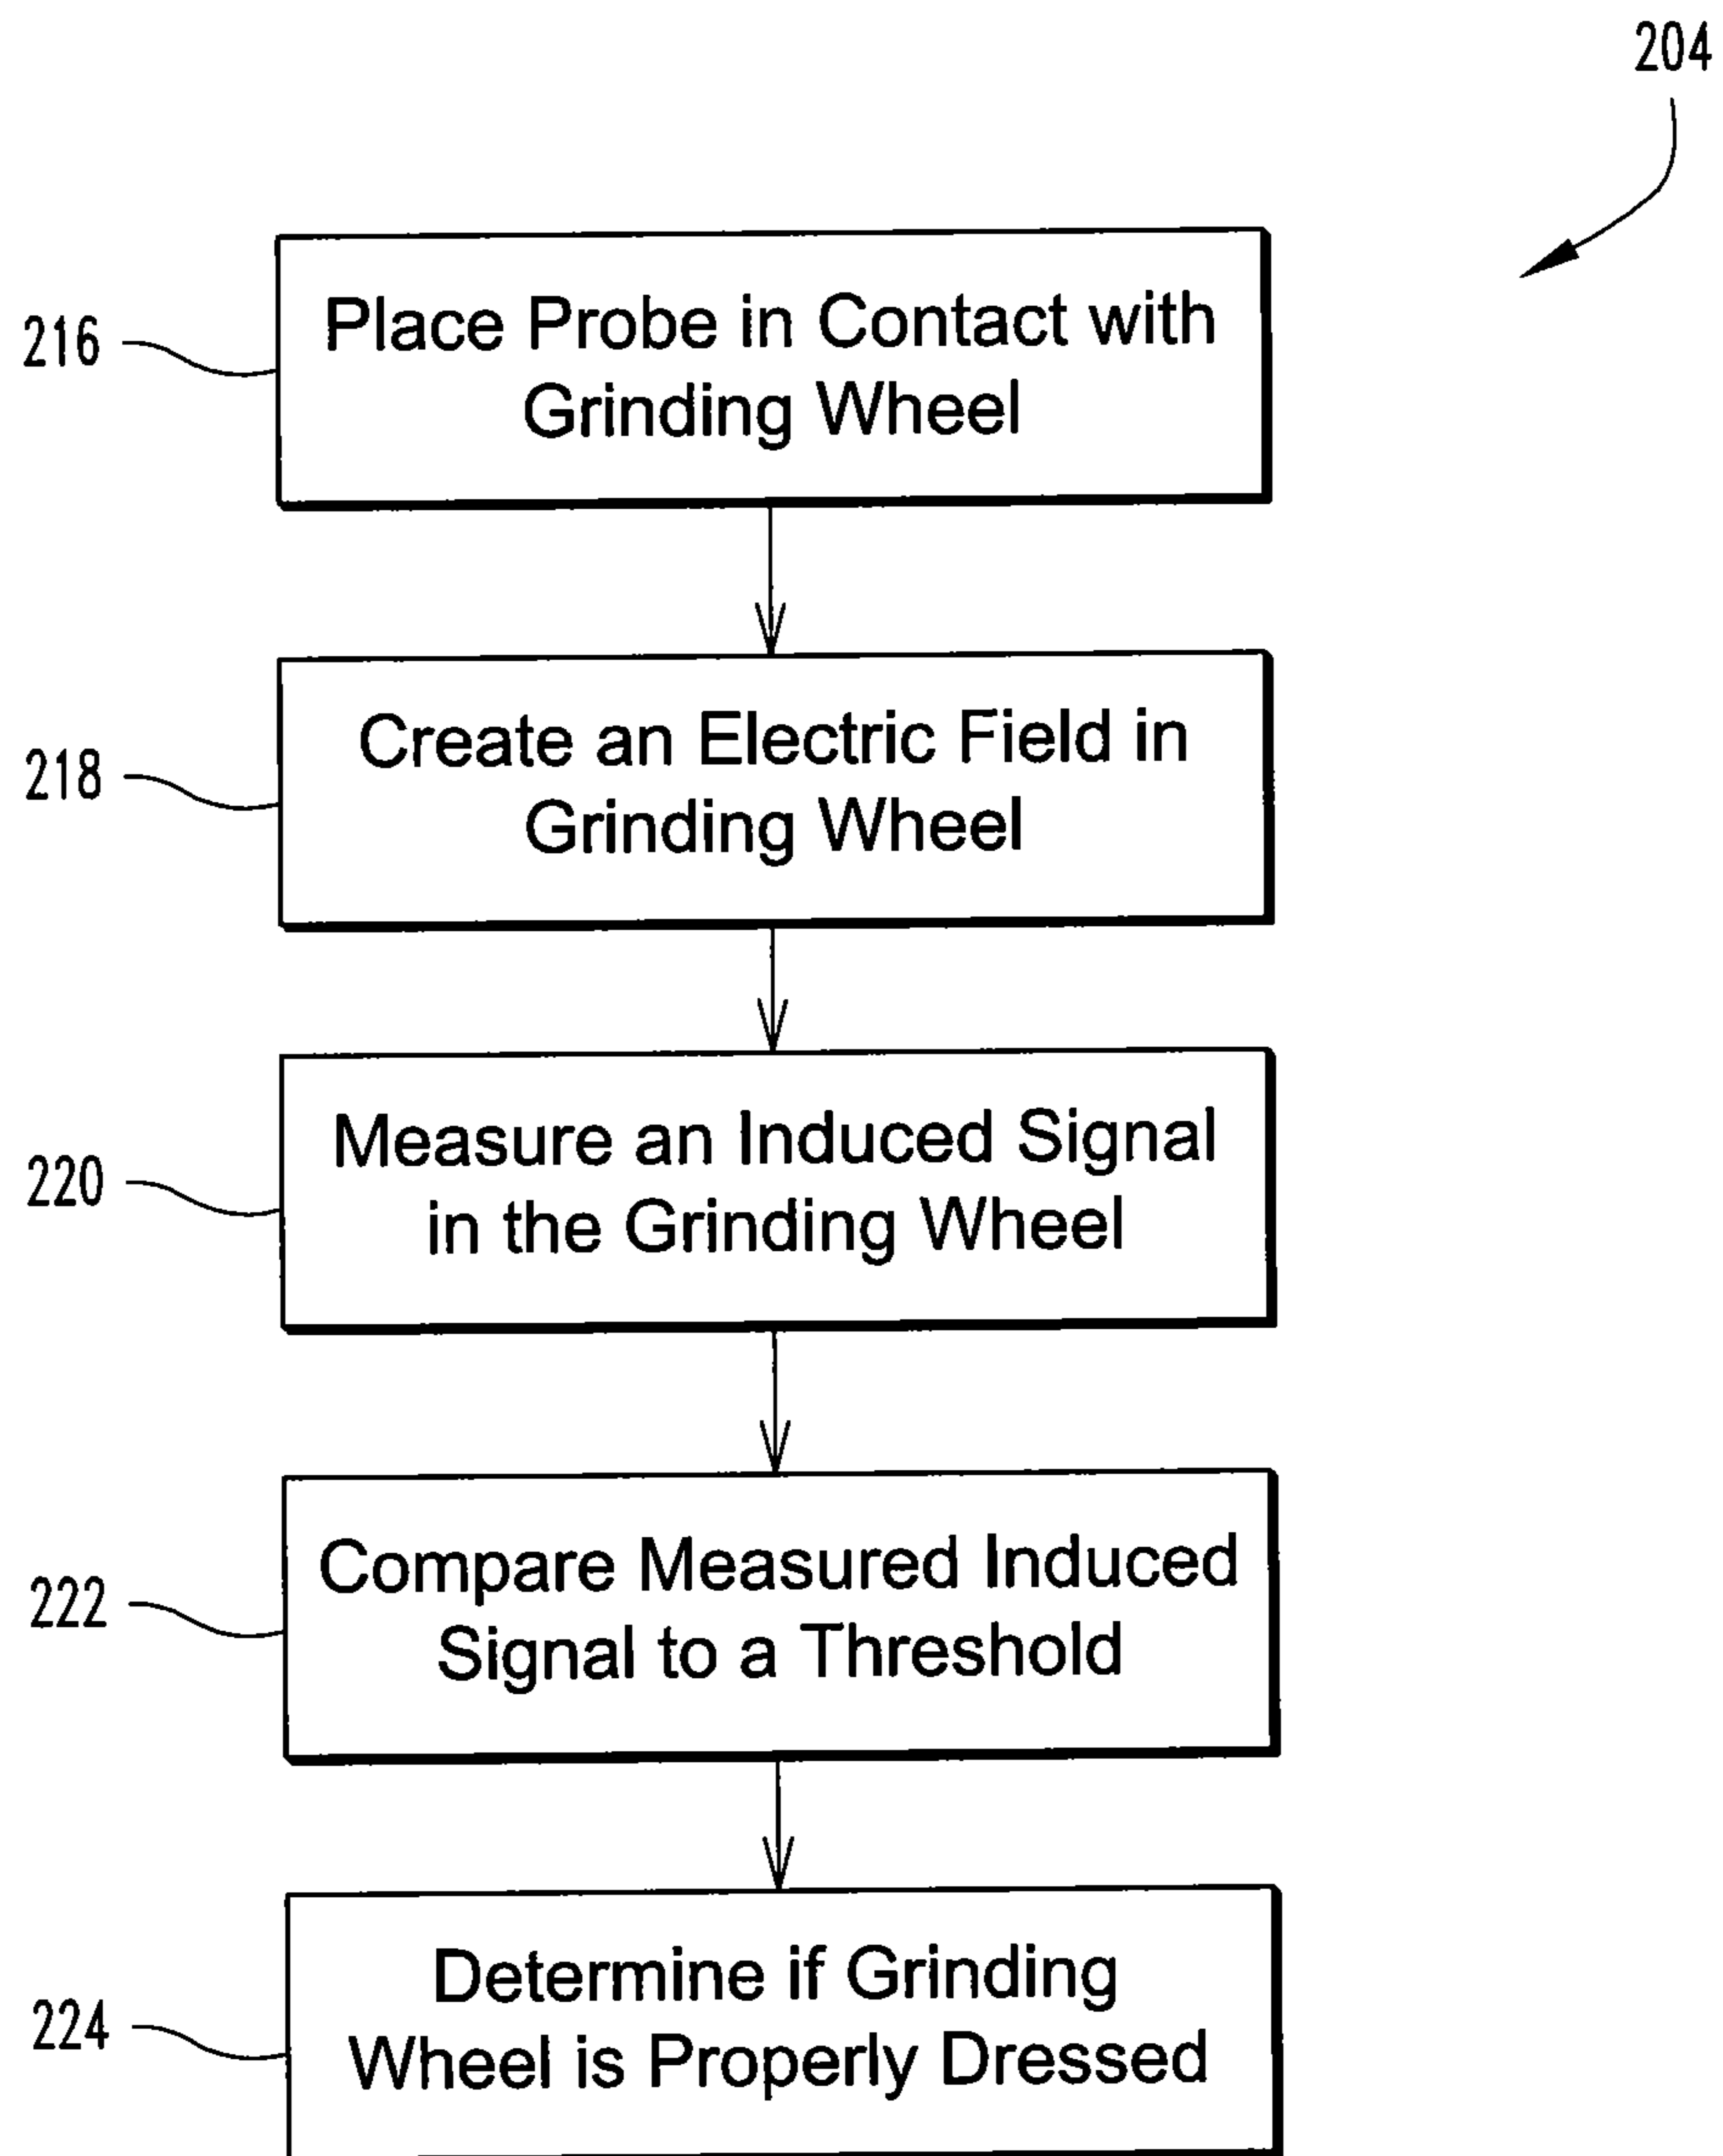 204
216
Place Probe in Contact with
Grinding Wheel
218
Create an Electric Field in
Grinding Wheel
220
Measure an Induced Signal
in the Grinding Wheel
222
Compare Measured Induced
Signal to a Threshold
224
Determine if Grinding
Wheel is Properly Dressed